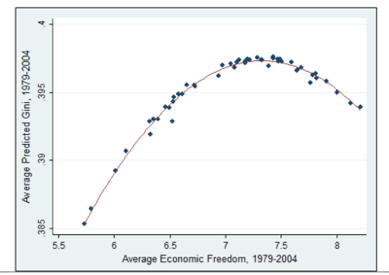 .4
.395
.39
.385
Average Predicted Gini, 1979-2004
5.5 6 6.5 7 7.5 8
Average Economic Freedom, 1979-2004